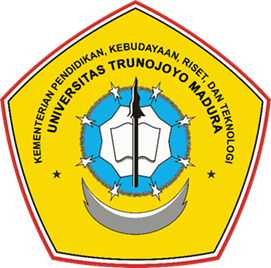 KEMENTERIAN PENDIDIKAN, KEBUDAYAAN, RISET, DAN TEKNOLOGI
UNIVERSITAS TRUNOJOYO MADURA